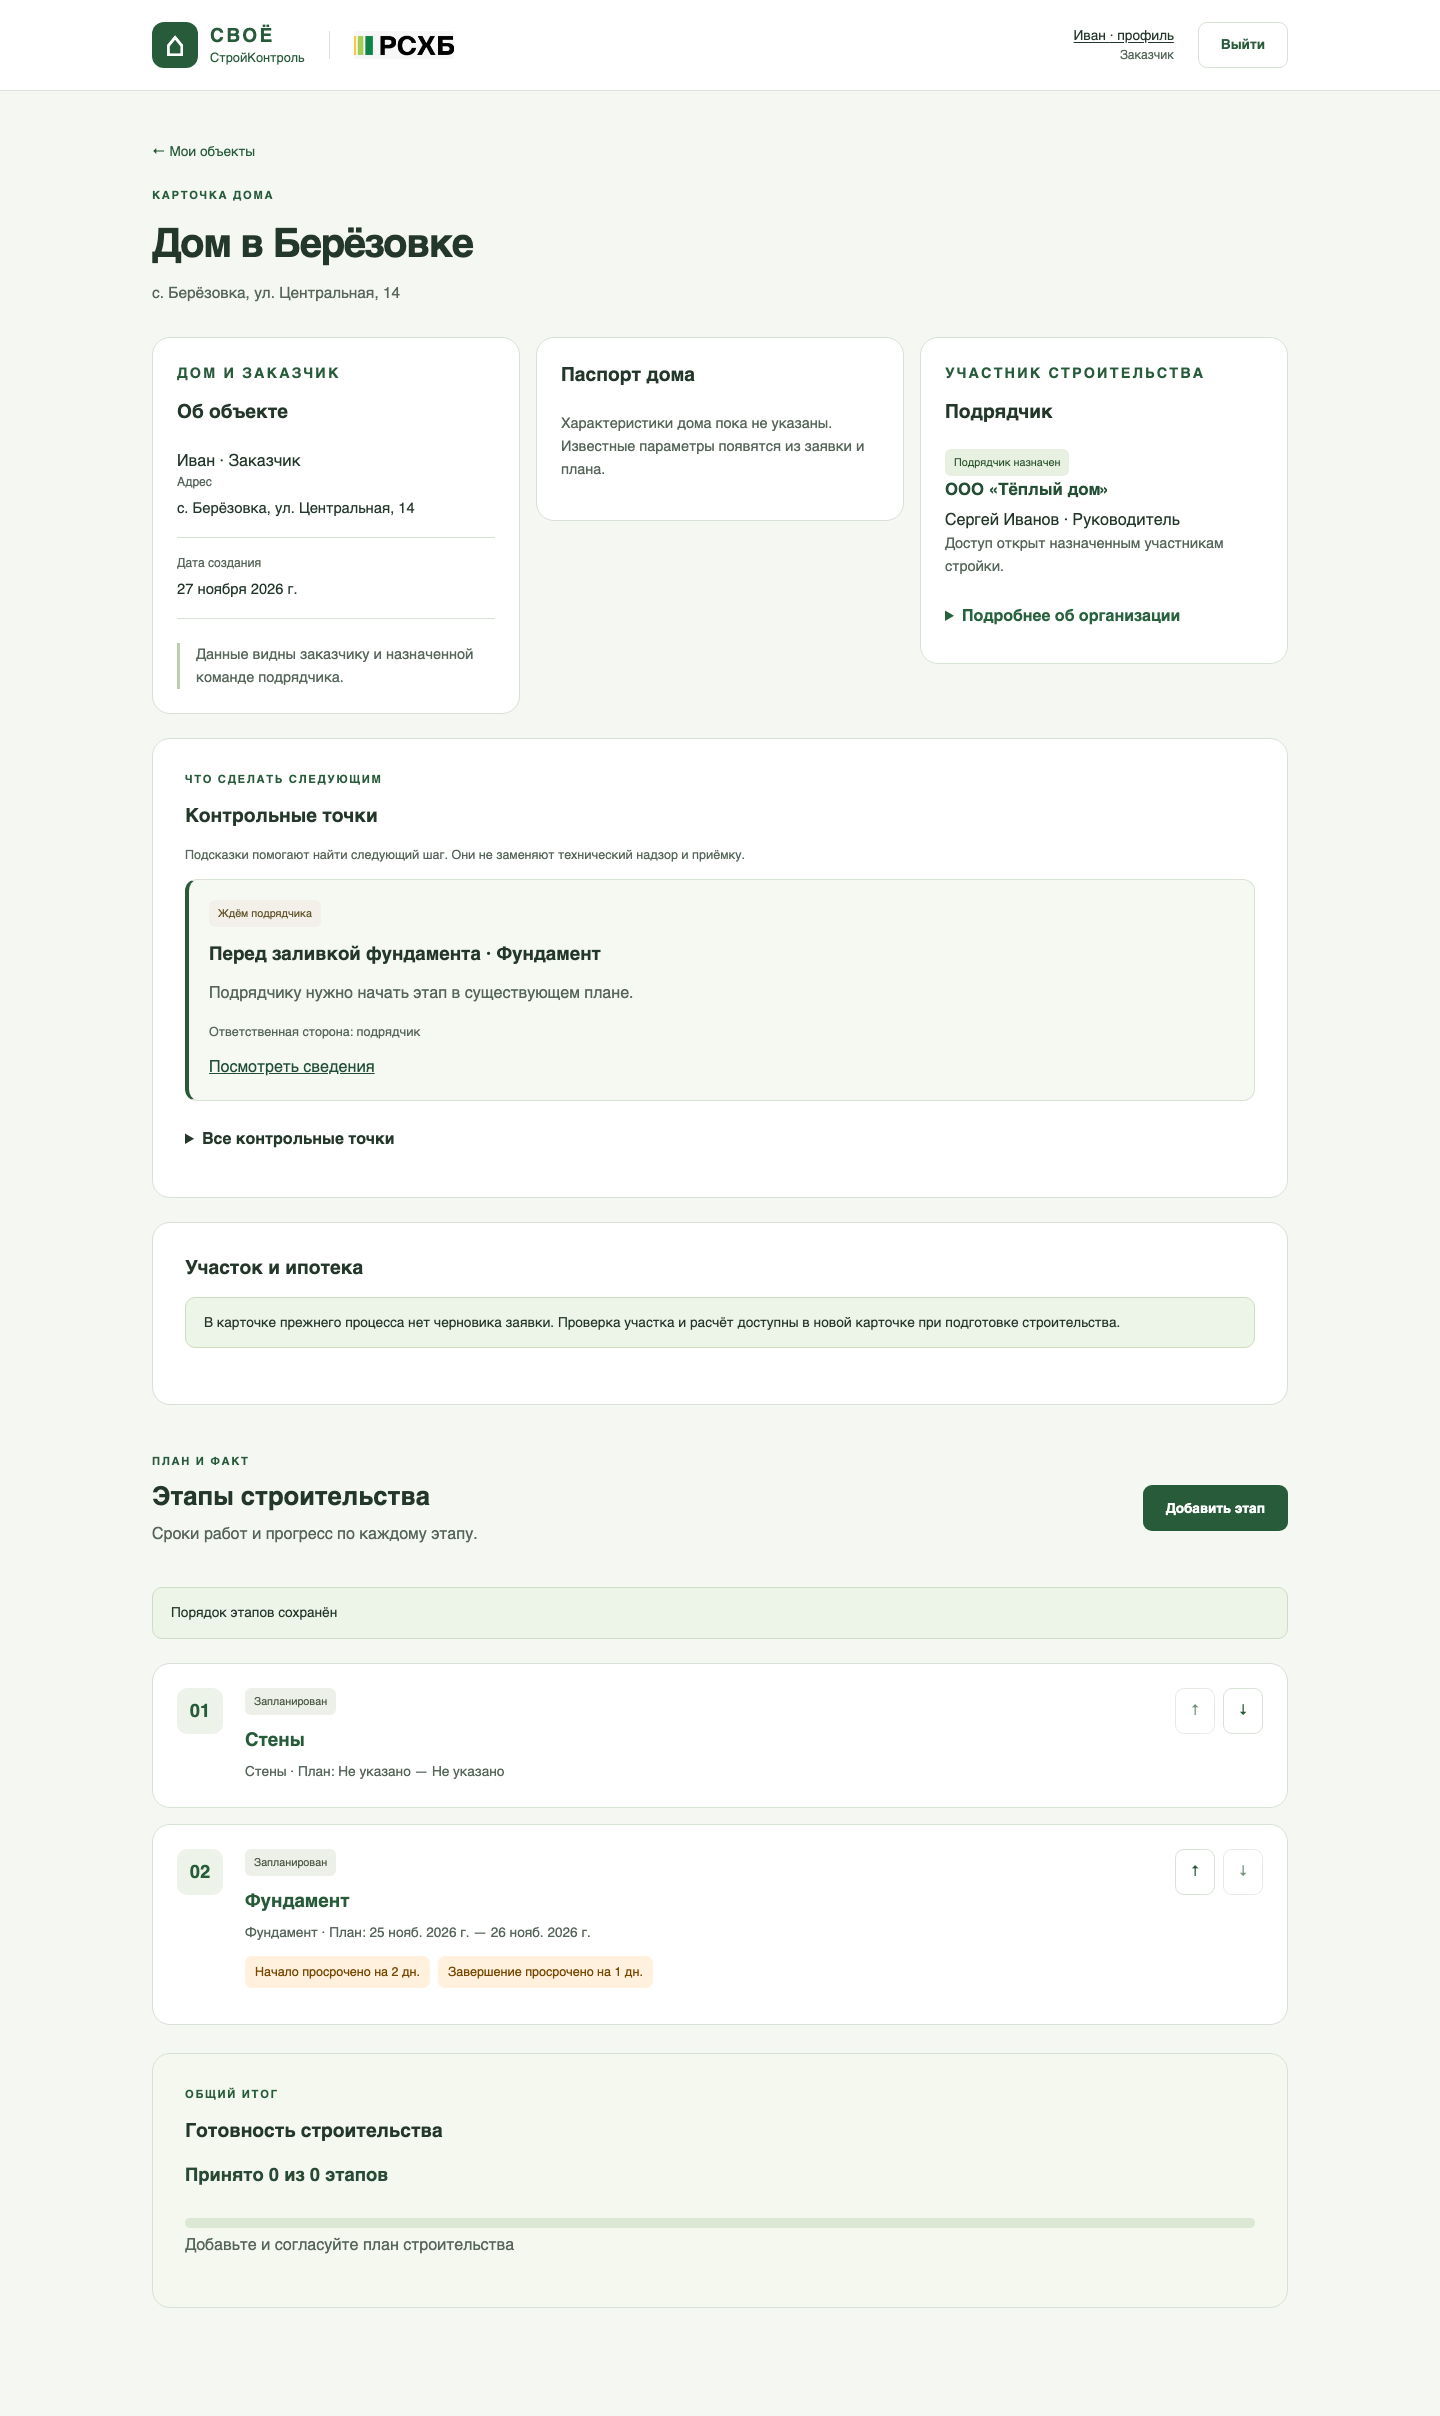 СВОЁ
СтройКонтроль
РСХБ
Иван · профиль
Заказчик
Выйти
← Мои объекты
КАРТОЧКА ДОМА
Дом в Берёзовке
с. Берёзовка, ул. Центральная, 14
ДОМ И ЗАКАЗЧИК
Об объекте
Иван · Заказчик
Адрес
с. Берёзовка, ул. Центральная, 14
Дата создания
27 ноября 2026 г.
Данные видны заказчику и назначенной
команде подрядчика.
Паспорт дома
Характеристики дома пока не указаны.
Известные параметры появятся из заявки и
плана.
УЧАСТНИК СТРОИТЕЛЬСТВА
Подрядчик
Подрядчик назначен
ООО «Тёплый дом»
Сергей Иванов · Руководитель
Доступ открыт назначенным участникам
стройки.
▶ Подробнее об организации
ЧТО СДЕЛАТЬ СЛЕДУЮЩИМ
Контрольные точки
Подсказки помогают найти следующий шаг. Они не заменяют технический надзор и приёмку.
Ждём подрядчика
Перед заливкой фундамента · Фундамент
Подрядчику нужно начать этап в существующем плане.
Ответственная сторона: подрядчик
Посмотреть сведения
▶ Все контрольные точки
Участок и ипотека
В карточке прежнего процесса нет черновика заявки. Проверка участка и расчёт доступны в новой карточке при подготовке строительства.
ПЛАН И ФАКТ
Этапы строительства
Сроки работ и прогресс по каждому этапу.
Добавить этап
Порядок этапов сохранён
01
Запланирован
Стены
Стены · План: Не указано — Не указано
↑ ↓
02
Запланирован
Фундамент
Фундамент · План: 25 нояб. 2026 г. — 26 нояб. 2026 г.
Начало просрочено на 2 дн. Завершение просрочено на 1 дн.
↑ ↓
ОБЩИЙ ИТОГ
Готовность строительства
Принято 0 из 0 этапов
Добавьте и согласуйте план строительства